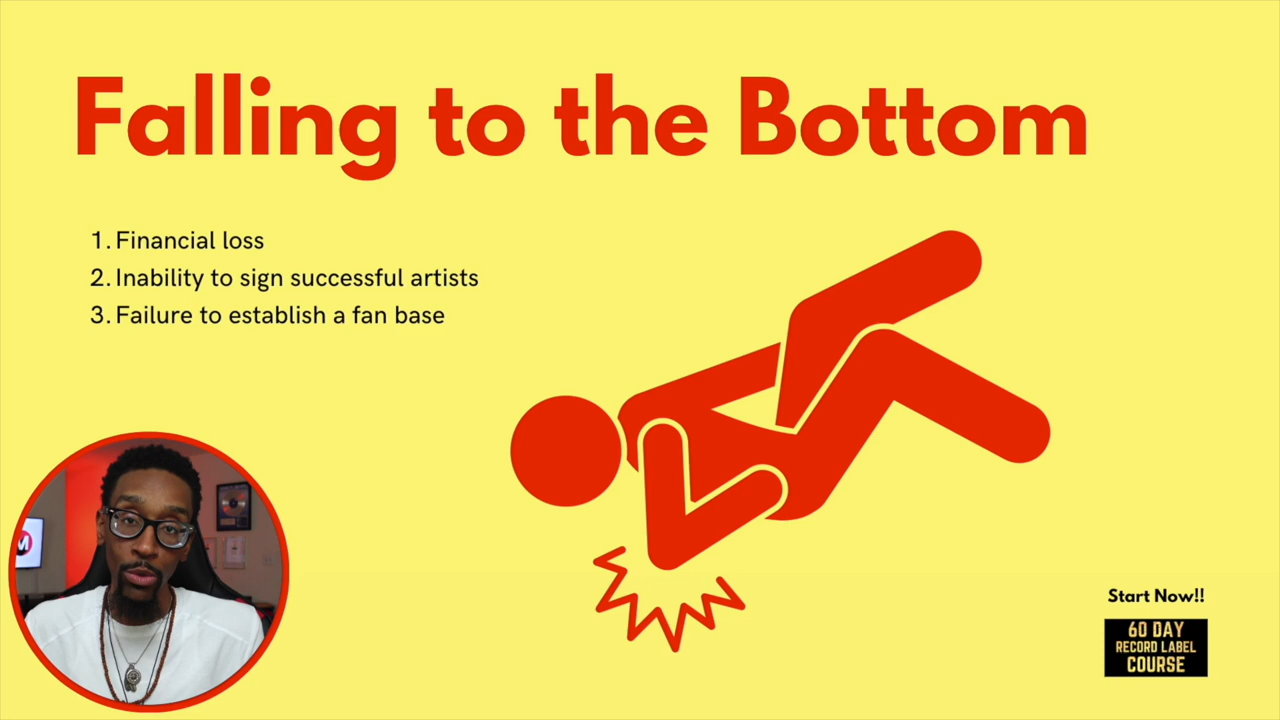 Falling to the Bottom
1. Financial loss
2. Inability to sign successful artists
3. Failure to establish a fan base
M
Start Now!!
60 DAY
RECORD LABEL
COURSE